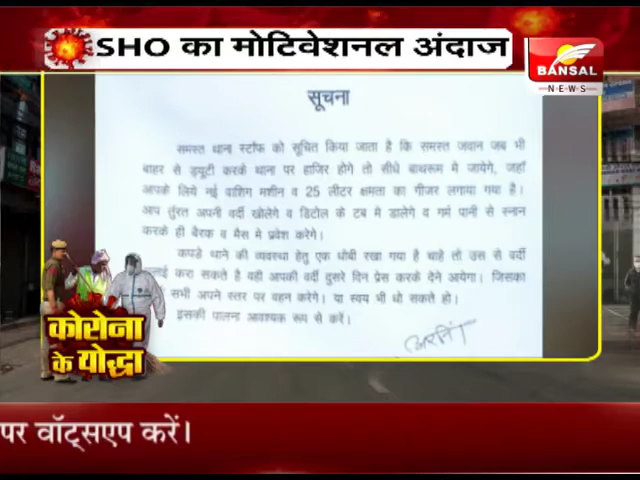 SHO का मोटिवेशनल अंदाज
BANSAL
NEWS
सूचना
समस्त थाना स्टॉफ को सूचित किया जाता है कि समस्त जवान जब भी
बाहर से ड्यूटी करके थाना पर हाजिर होगे तो सीधे बाथरूम मे जायेगे, जहाँ
आपके लिये नई वाशिग मशीन व 25 लीटर क्षमता का गीजर लगाया गया है।
आप तुंरत अपनी वर्दी खोलेगे व डिटोल के टब मे डालेगे व गर्म पानी से स्नान
करके ही बैरक व मैस मे प्रवेश करेगे।
कपडे धाने की व्यवस्था हेतु एक धोबी रखा गया है चाहे तो उस से वर्दी
करा सकते है वही आपकी वर्दी दुसरे दिन प्रेस करके देने आयेगा। जिसका
सभी अपने स्तर पर वहन करेगे। या स्वय भी धो सकते हो।
इसकी पालना आवश्यक रूप से करें।
कोरोना
के योद्धा
पर वॉट्सएप करें।